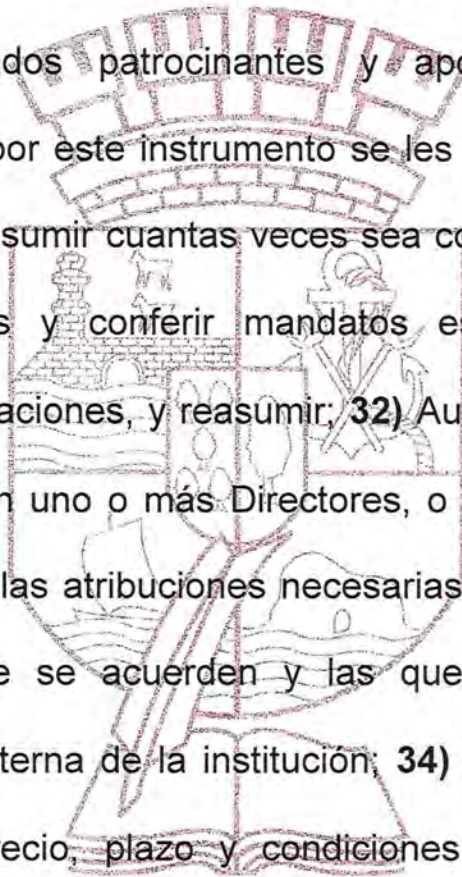 dos patrocinantes y apo
por este instrumento se les
sumir cuantas veces sea co
s y conferir mandatos es
aciones, y reasumir; 32) Au
n uno o más Directores, o
las atribuciones necesarias
e se acuerden y las que
terna de la institución; 34)
recio, plazo y condiciones